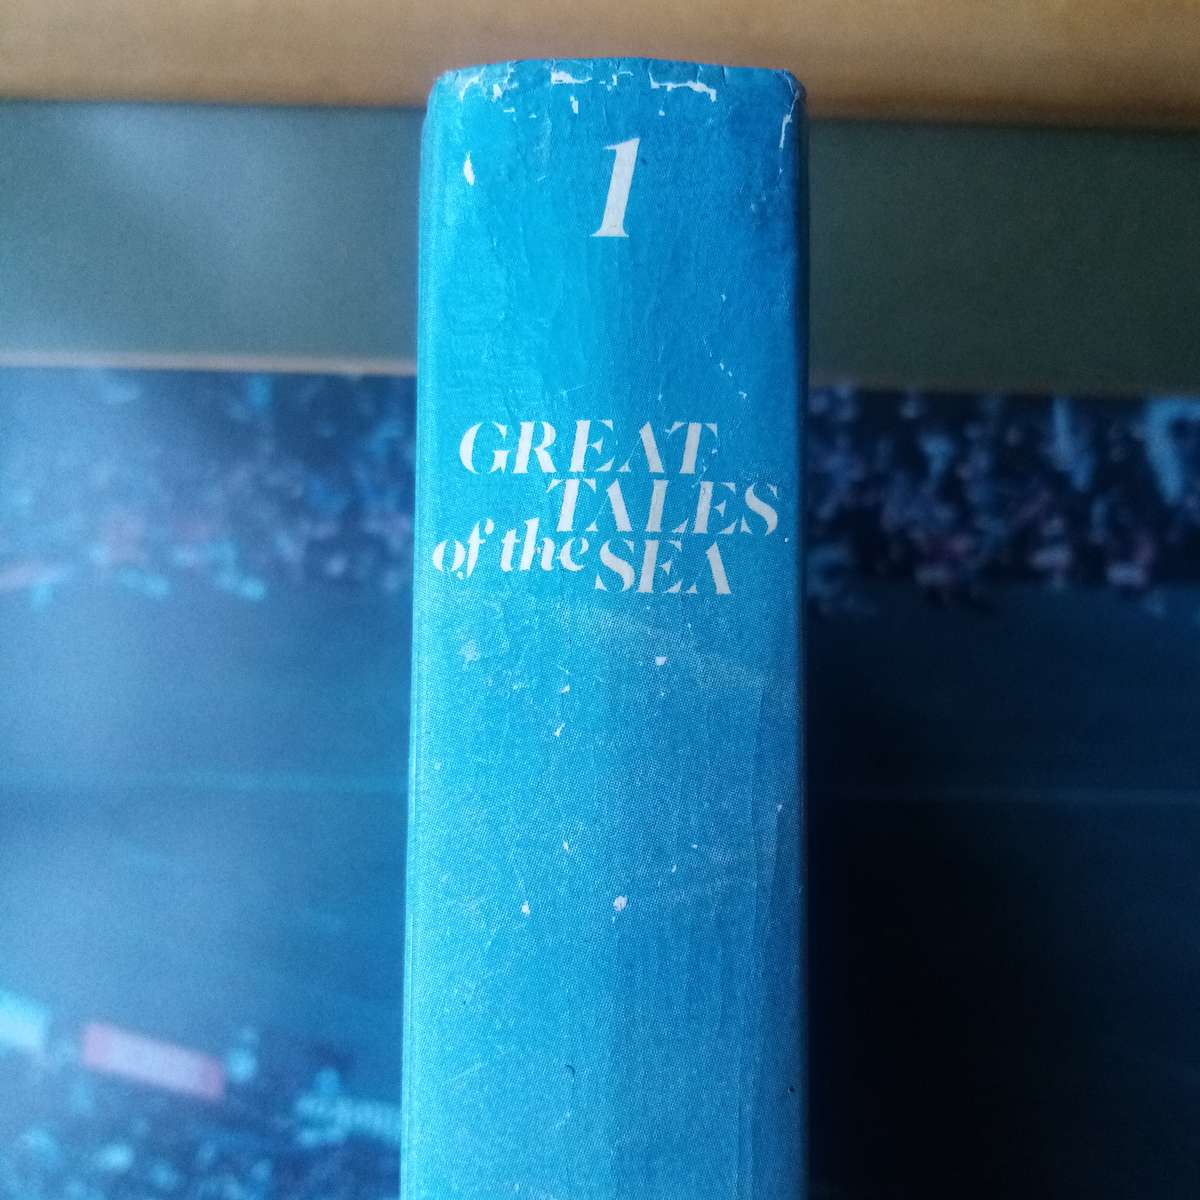 1
GREAT
TALES
of the SEA